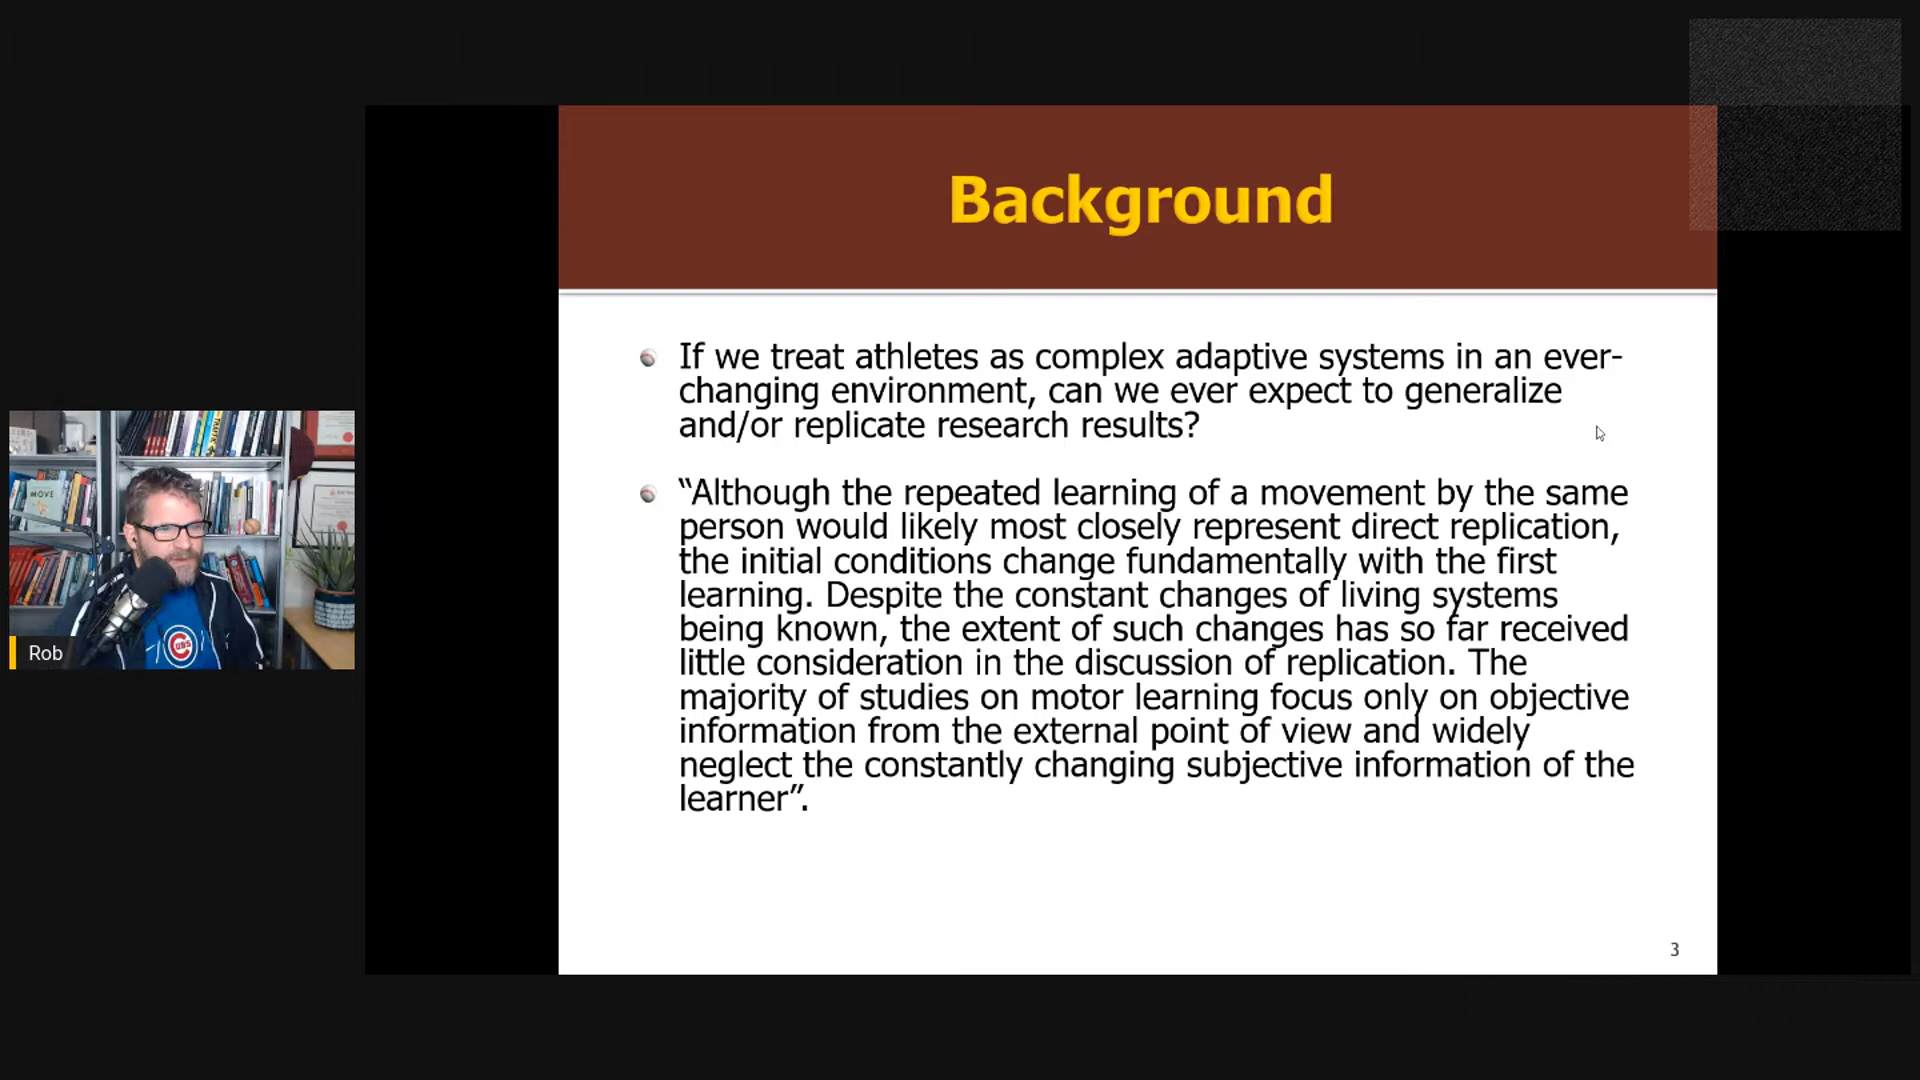 Background
If we treat athletes as complex adaptive systems in an ever-
changing environment, can we ever expect to generalize
and/or replicate research results?
“Although the repeated learning of a movement by the same
person would likely most closely represent direct replication,
the initial conditions change fundamentally with the first
learning. Despite the constant changes of living systems
being known, the extent of such changes has so far received
little consideration in the discussion of replication. The
majority of studies on motor learning focus only on objective
information from the external point of view and widely
neglect the constantly changing subjective information of the
learner”.
3
MOVE
CUBS
Rob